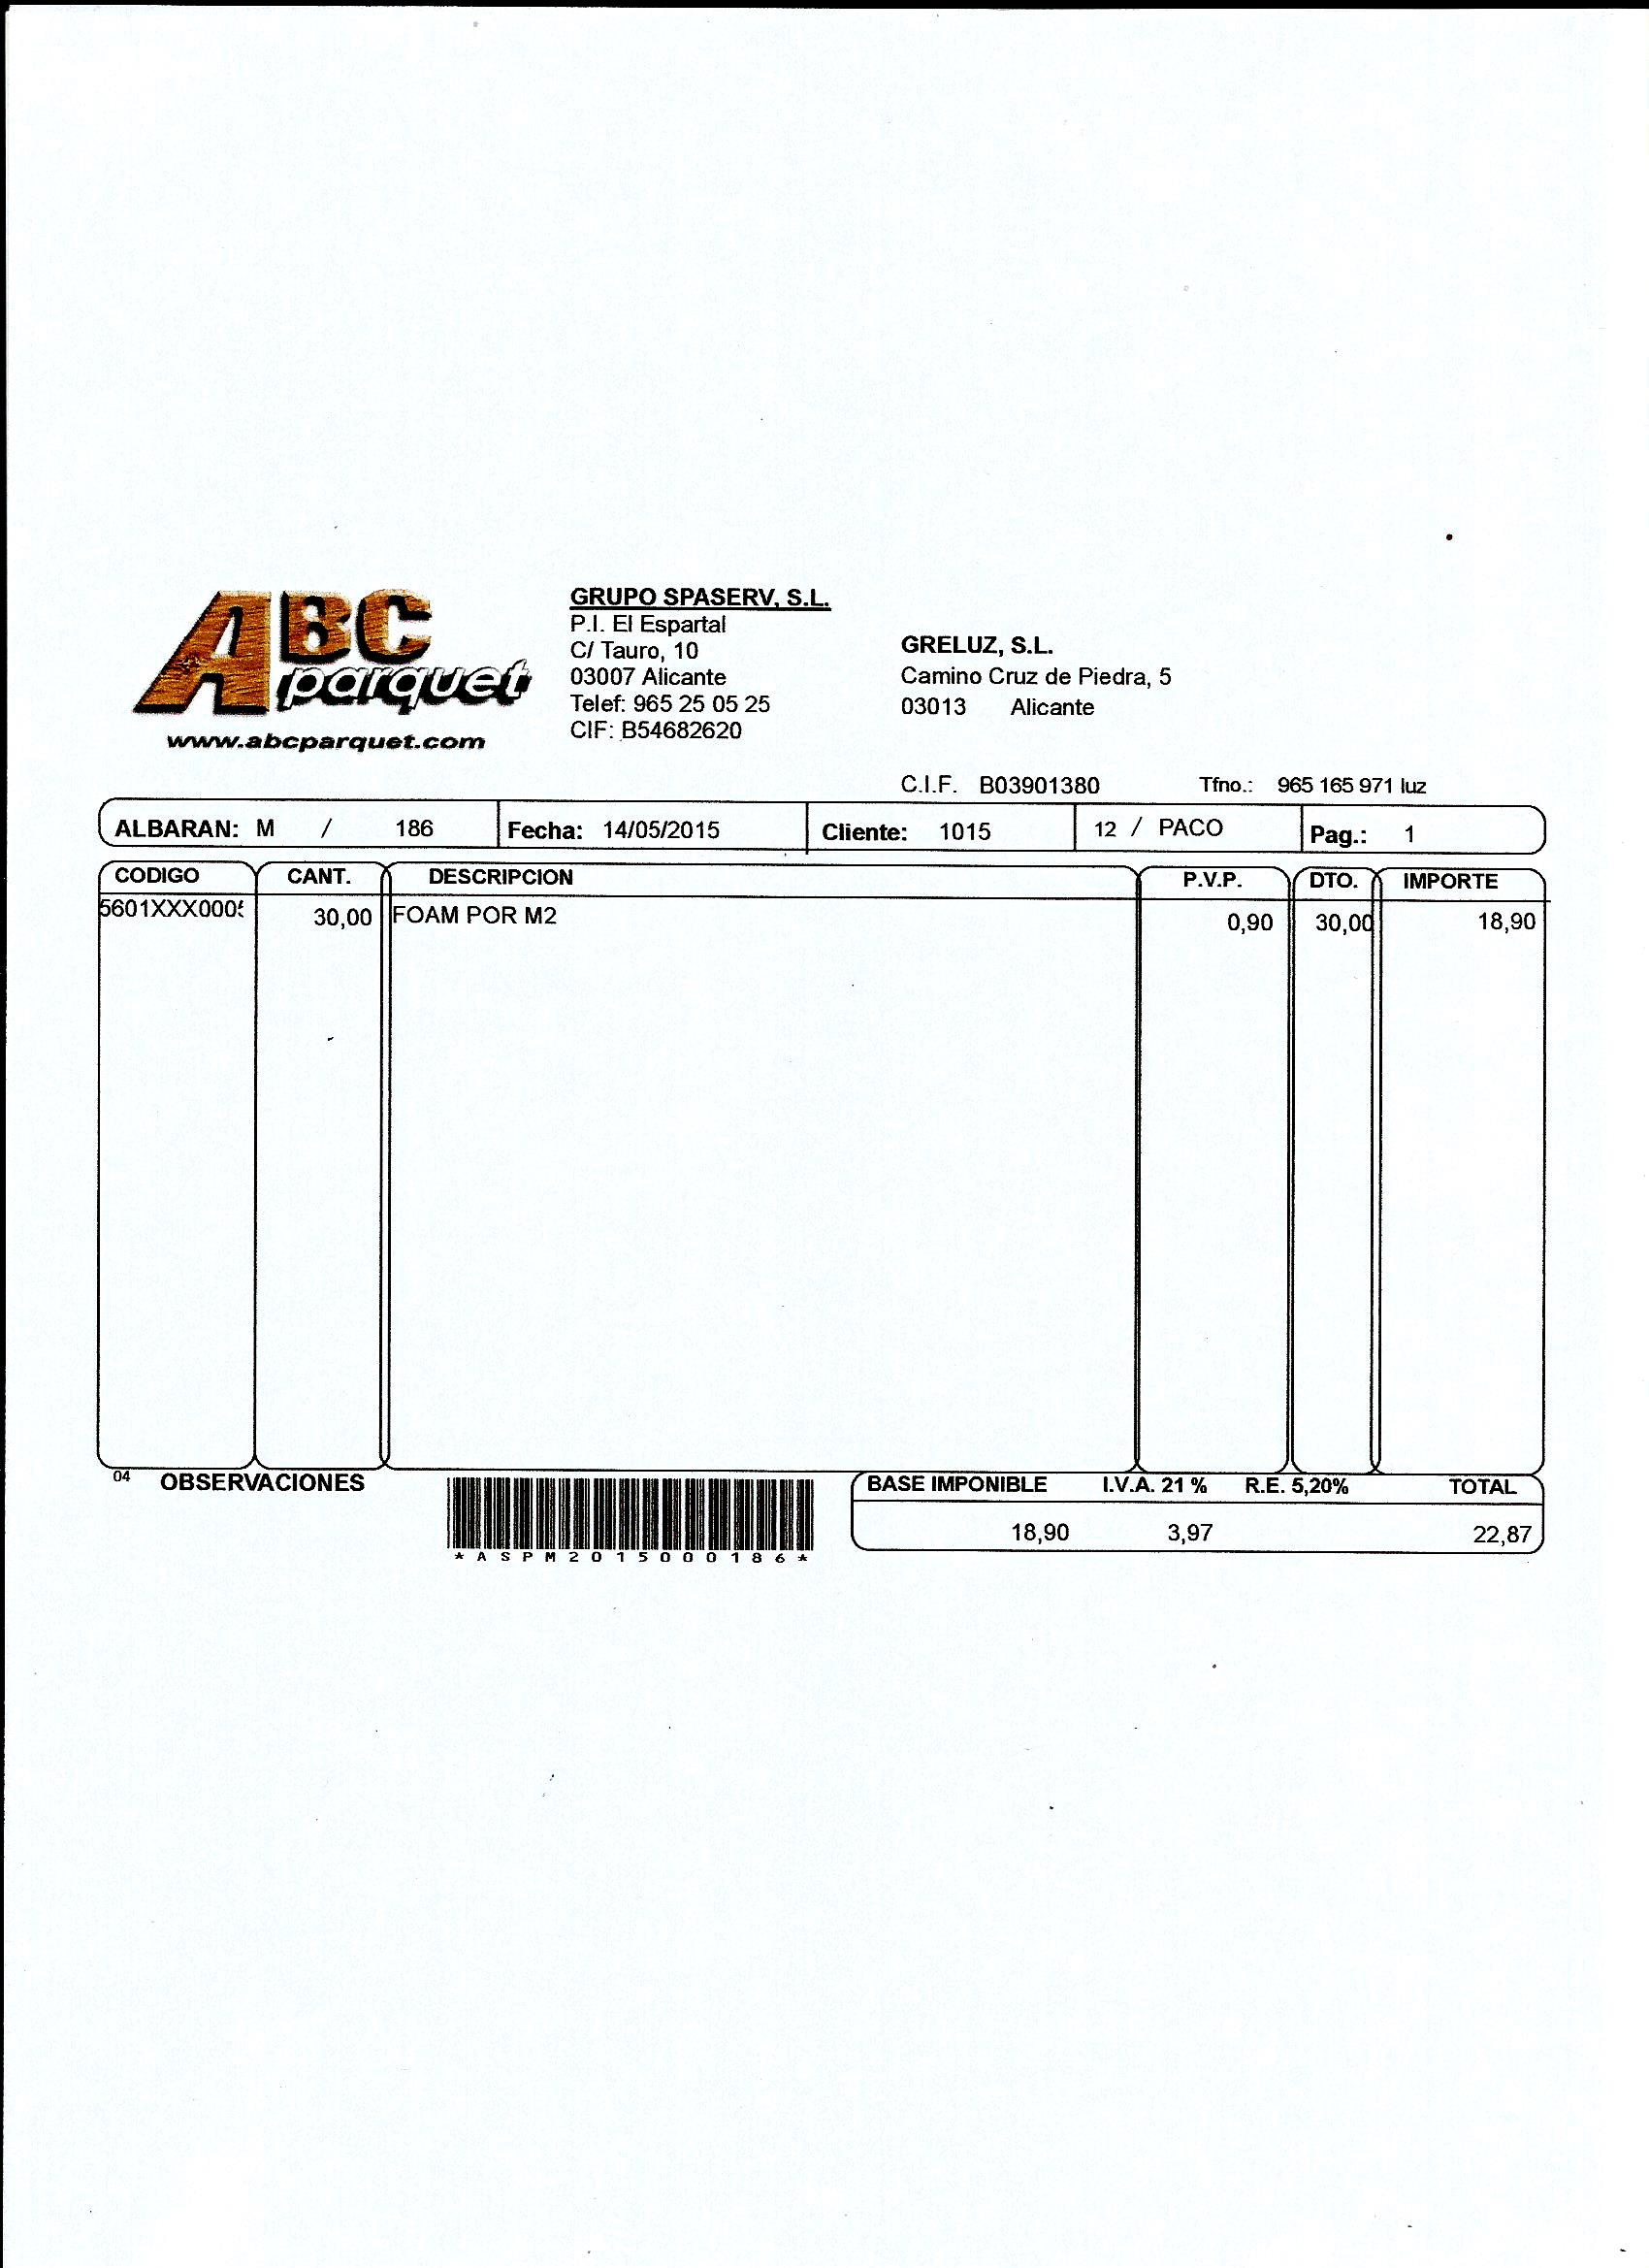 ABC
parquet
www.abcparquet.com
GRUPO SPASERV, S.L.
P.I. El Espartal
C/ Tauro, 10
03007 Alicante
Telef: 965 25 05 25
CIF: B54682620
GRELUZ, S.L.
Camino Cruz de Piedra, 5
03013 Alicante
C.I.F. B03901380 Tfno.: 965 165 971 luz
ALBARAN: M / 186 Fecha: 14/05/2015 Cliente: 1015 12 / PACO Pag.: 1
CODIGO CANT. DESCRIPCION P.V.P. DTO. IMPORTE
5601XXX000 30,00 FOAM POR M2 0,90 30,00 18,90
04 OBSERVACIONES
*ASPM2015000186*
BASE IMPONIBLE I.V.A. 21 % R.E. 5,20% TOTAL
18,90 3,97 22,87